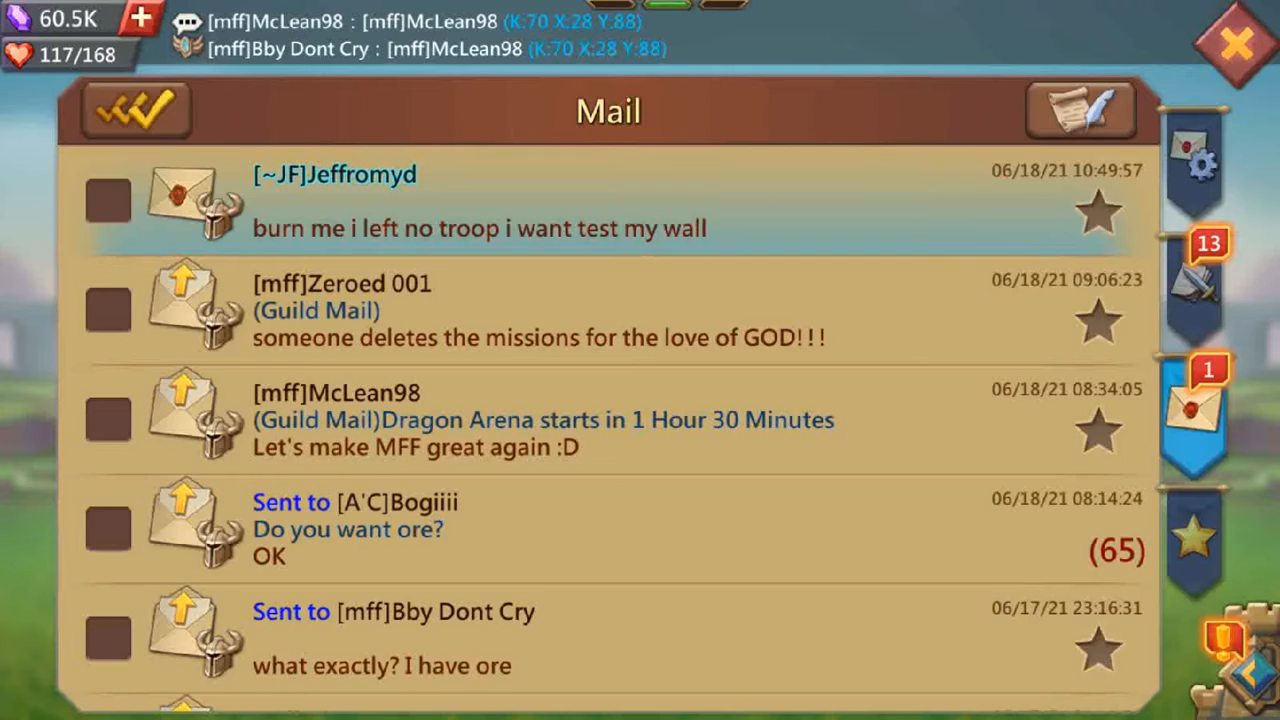 60.5K
[mff]McLean98 : [mff]McLean98 (K:70 X:28 Y:88)
117/168
[mff]Bby Dont Cry : [mff]McLean98 (K:70 X:28 Y:88)
Mail
[~JF]Jeffromyd
06/18/21 10:49:57
burn me i left no troop i want test my wall
13
[mff]Zeroed 001
06/18/21 09:06:23
(Guild Mail)
someone deletes the missions for the love of GOD!!!
1
[mff]McLean98
06/18/21 08:34:05
(Guild Mail)Dragon Arena starts in 1 Hour 30 Minutes
Let's make MFF great again :D
Sent to [A'C]Bogiiii
06/18/21 08:14:24
Do you want ore?
OK
(65)
Sent to [mff]Bby Dont Cry
06/17/21 23:16:31
what exactly? I have ore